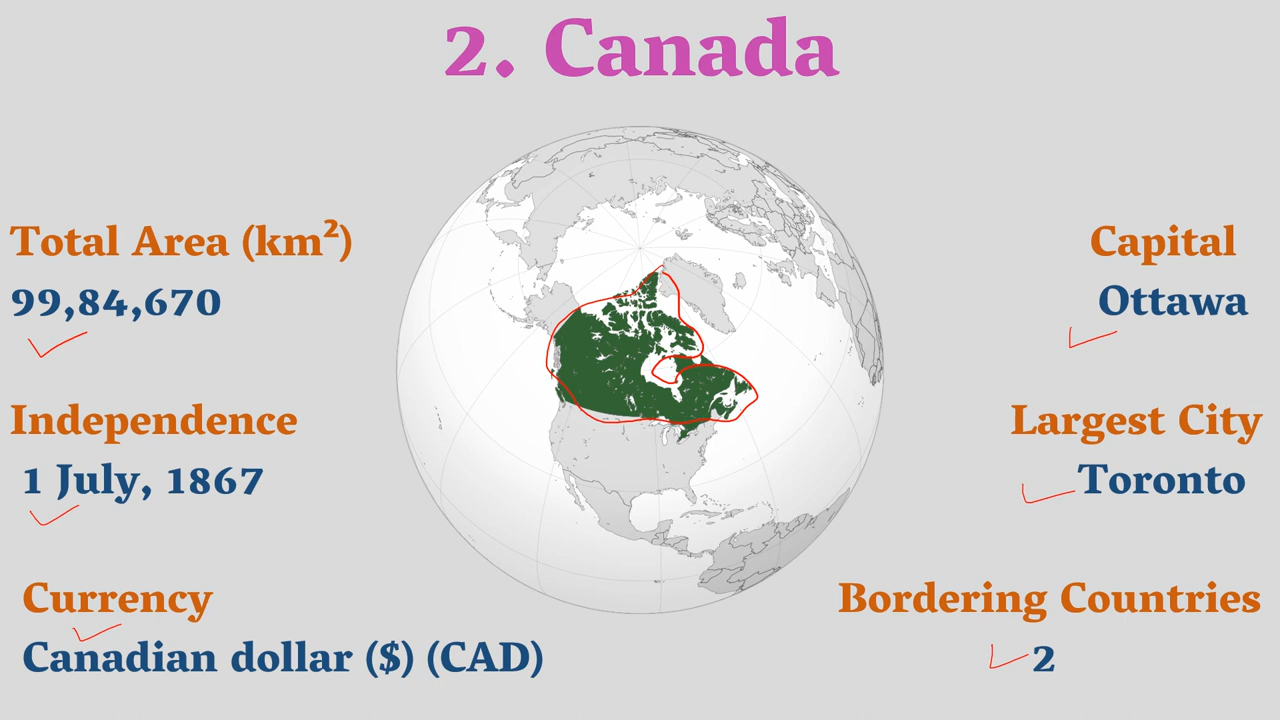 2. Canada
Total Area (km²)
99,84,670
Independence
1 July, 1867
Currency
Canadian dollar ($) (CAD)
Capital
Ottawa
Largest City
Toronto
Bordering Countries
2